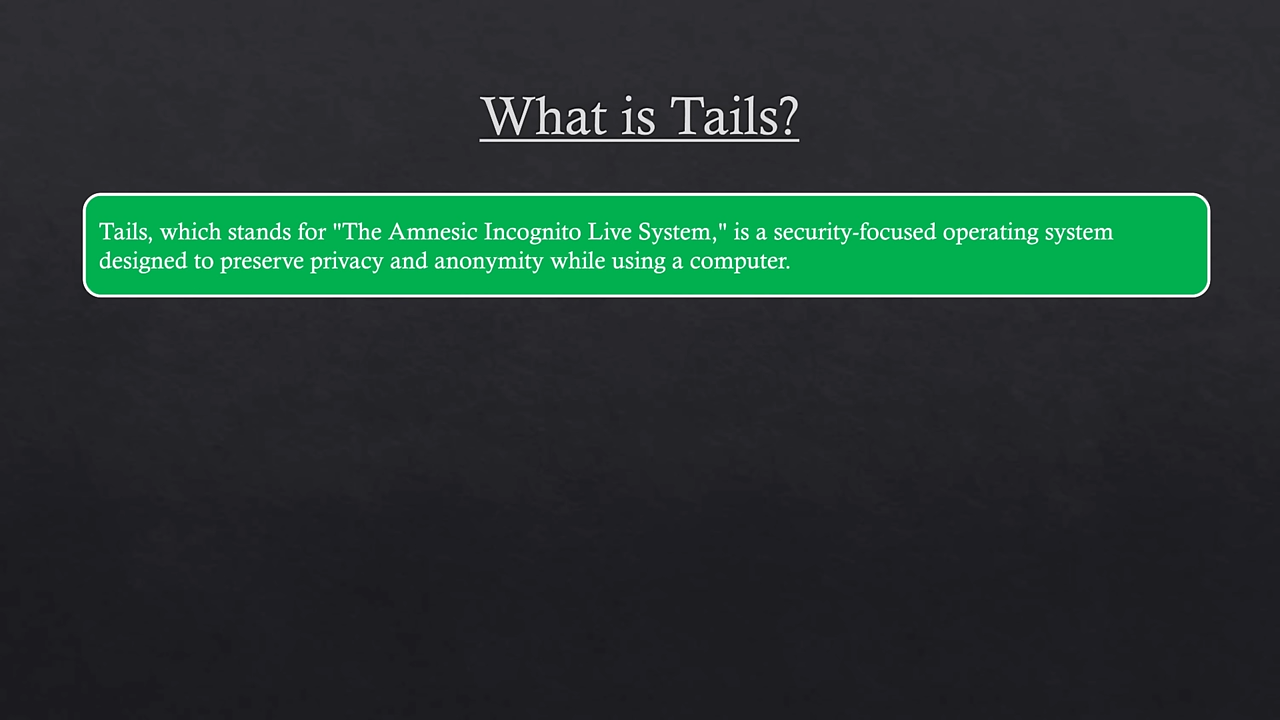 What is Tails?
Tails, which stands for "The Amnesic Incognito Live System," is a security-focused operating system
designed to preserve privacy and anonymity while using a computer.